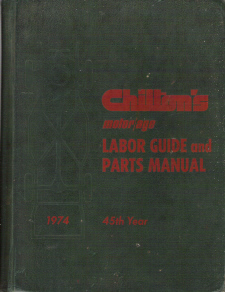 Chilton's
motor/age
LABOR GUIDE and
PARTS MANUAL
1974 45th Year